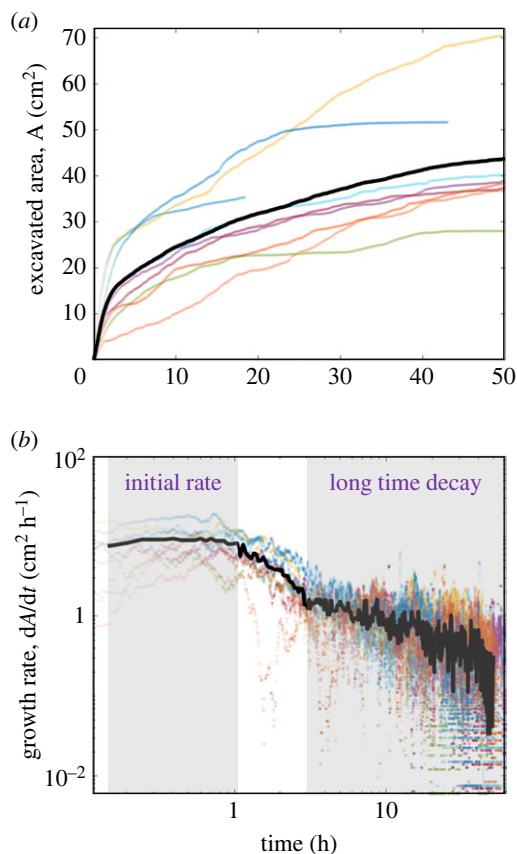 (a)
70
60
50
40
30
20
10
0
10
20
30
40
50
excavated area, A (cm²)
(b)
10²
1
10⁻²
growth rate, dA/dt (cm² h⁻¹)
initial rate
long time decay
1
10
time (h)